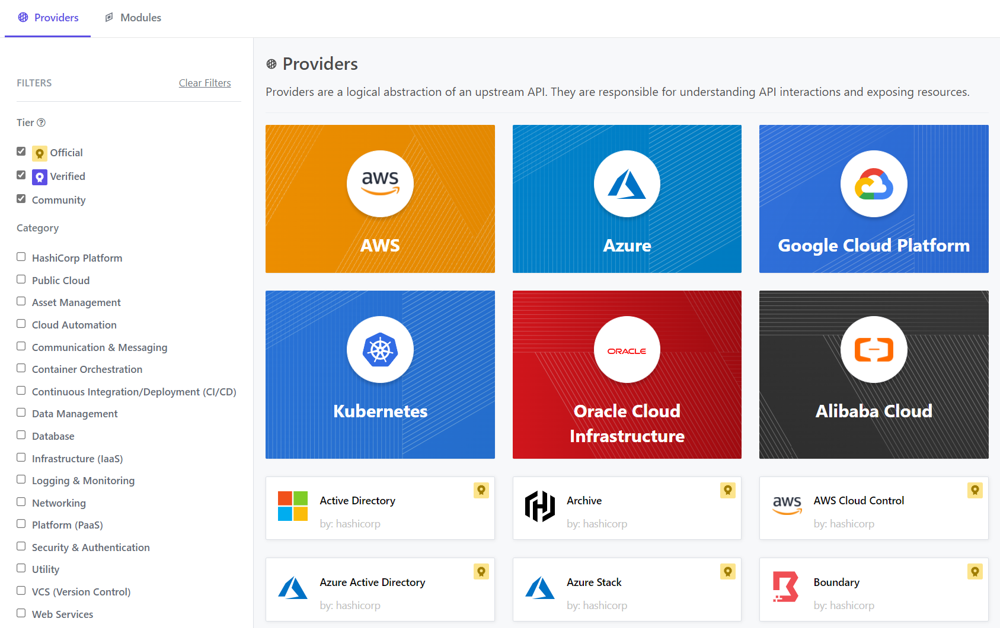 Providers
Modules
FILTERS
Clear Filters
Tier
Official
Verified
Community
Category
HashiCorp Platform
Public Cloud
Asset Management
Cloud Automation
Communication & Messaging
Container Orchestration
Continuous Integration/Deployment (CI/CD)
Data Management
Database
Infrastructure (IaaS)
Logging & Monitoring
Networking
Platform (PaaS)
Security & Authentication
Utility
VCS (Version Control)
Web Services
Providers
Providers are a logical abstraction of an upstream API. They are responsible for understanding API interactions and exposing resources.
aws
AWS
Azure
Google Cloud Platform
Kubernetes
ORACLE
Oracle Cloud
Infrastructure
Alibaba Cloud
Active Directory
by: hashicorp
Archive
by: hashicorp
aws
AWS Cloud Control
by: hashicorp
Azure Active Directory
by: hashicorp
Azure Stack
by: hashicorp
Boundary
by: hashicorp